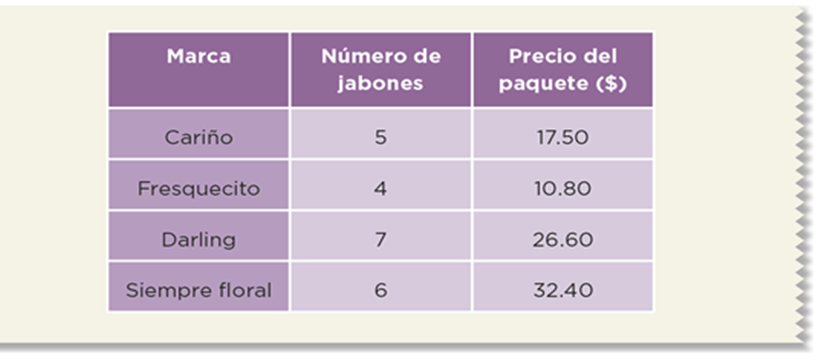 Marca Número de jabones Precio del paquete ($)
Cariño 5 17.50
Fresquecito 4 10.80
Darling 7 26.60
Siempre floral 6 32.40